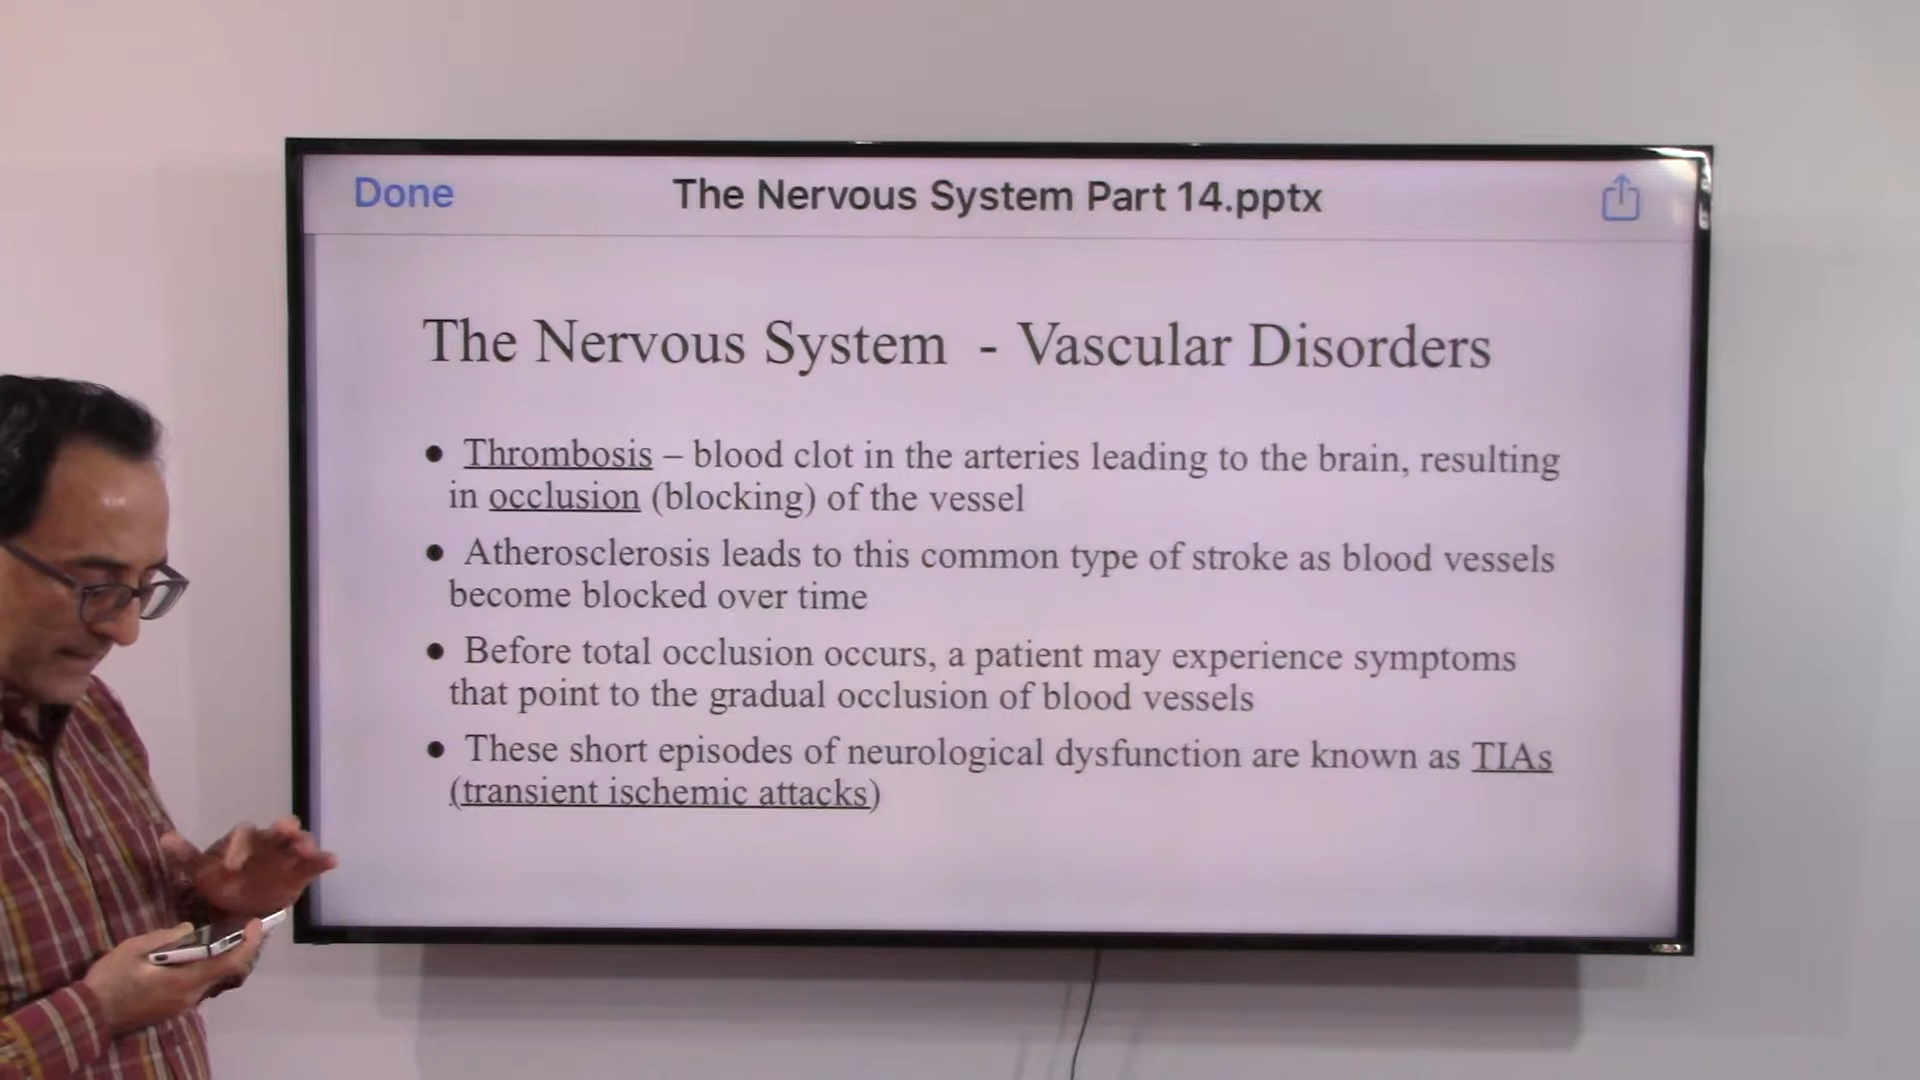 Done
The Nervous System Part 14.pptx
The Nervous System - Vascular Disorders
● Thrombosis – blood clot in the arteries leading to the brain, resulting
in occlusion (blocking) of the vessel
● Atherosclerosis leads to this common type of stroke as blood vessels
become blocked over time
● Before total occlusion occurs, a patient may experience symptoms
that point to the gradual occlusion of blood vessels
● These short episodes of neurological dysfunction are known as TIAs
(transient ischemic attacks)